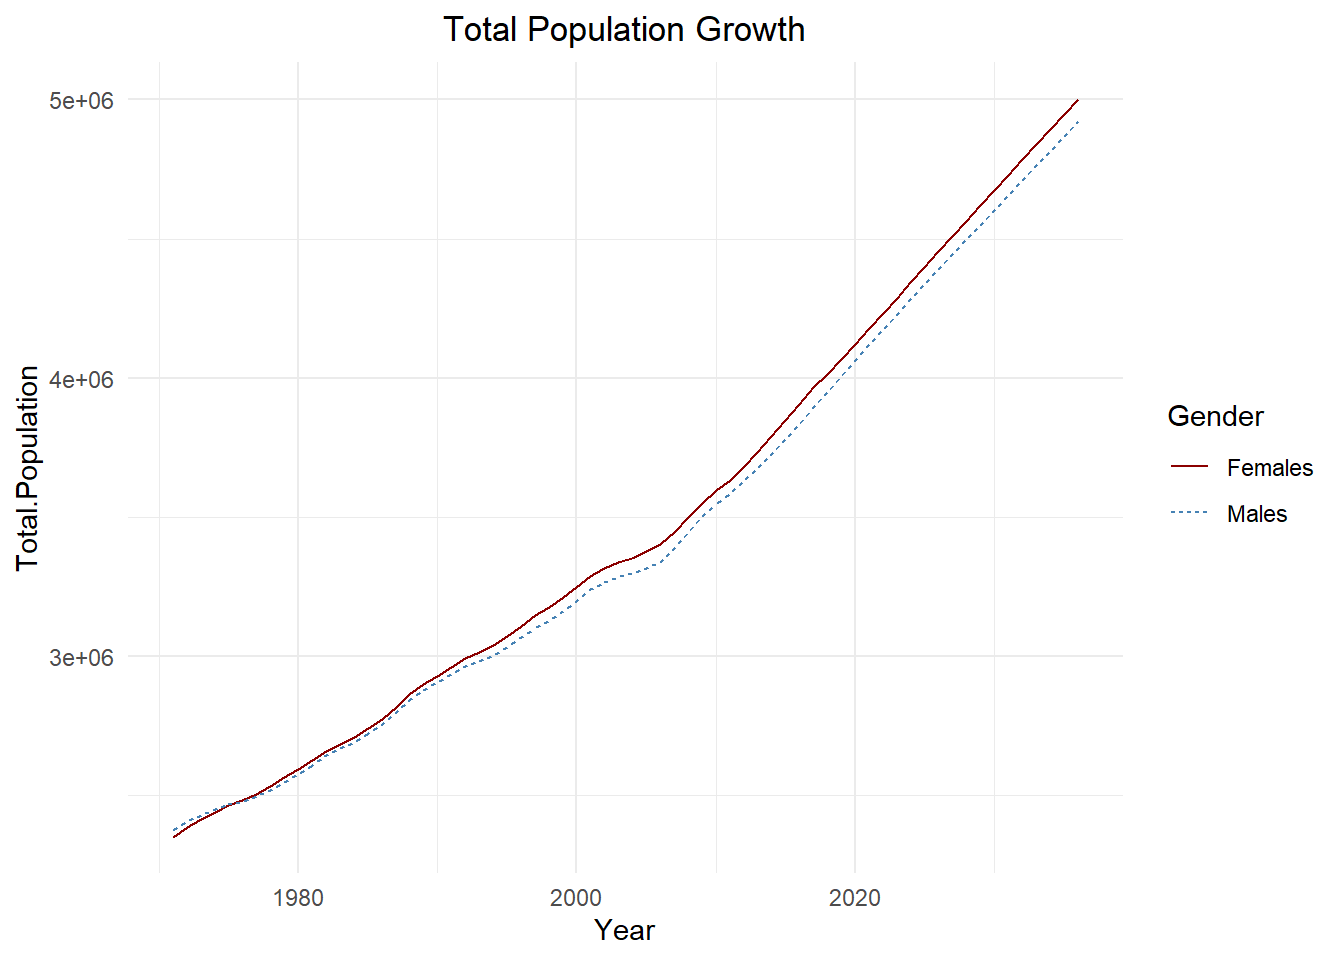 Total Population Growth
5e+06
4e+06
3e+06
Total.Population
1980
2000
2020
Year
Gender
Females
Males